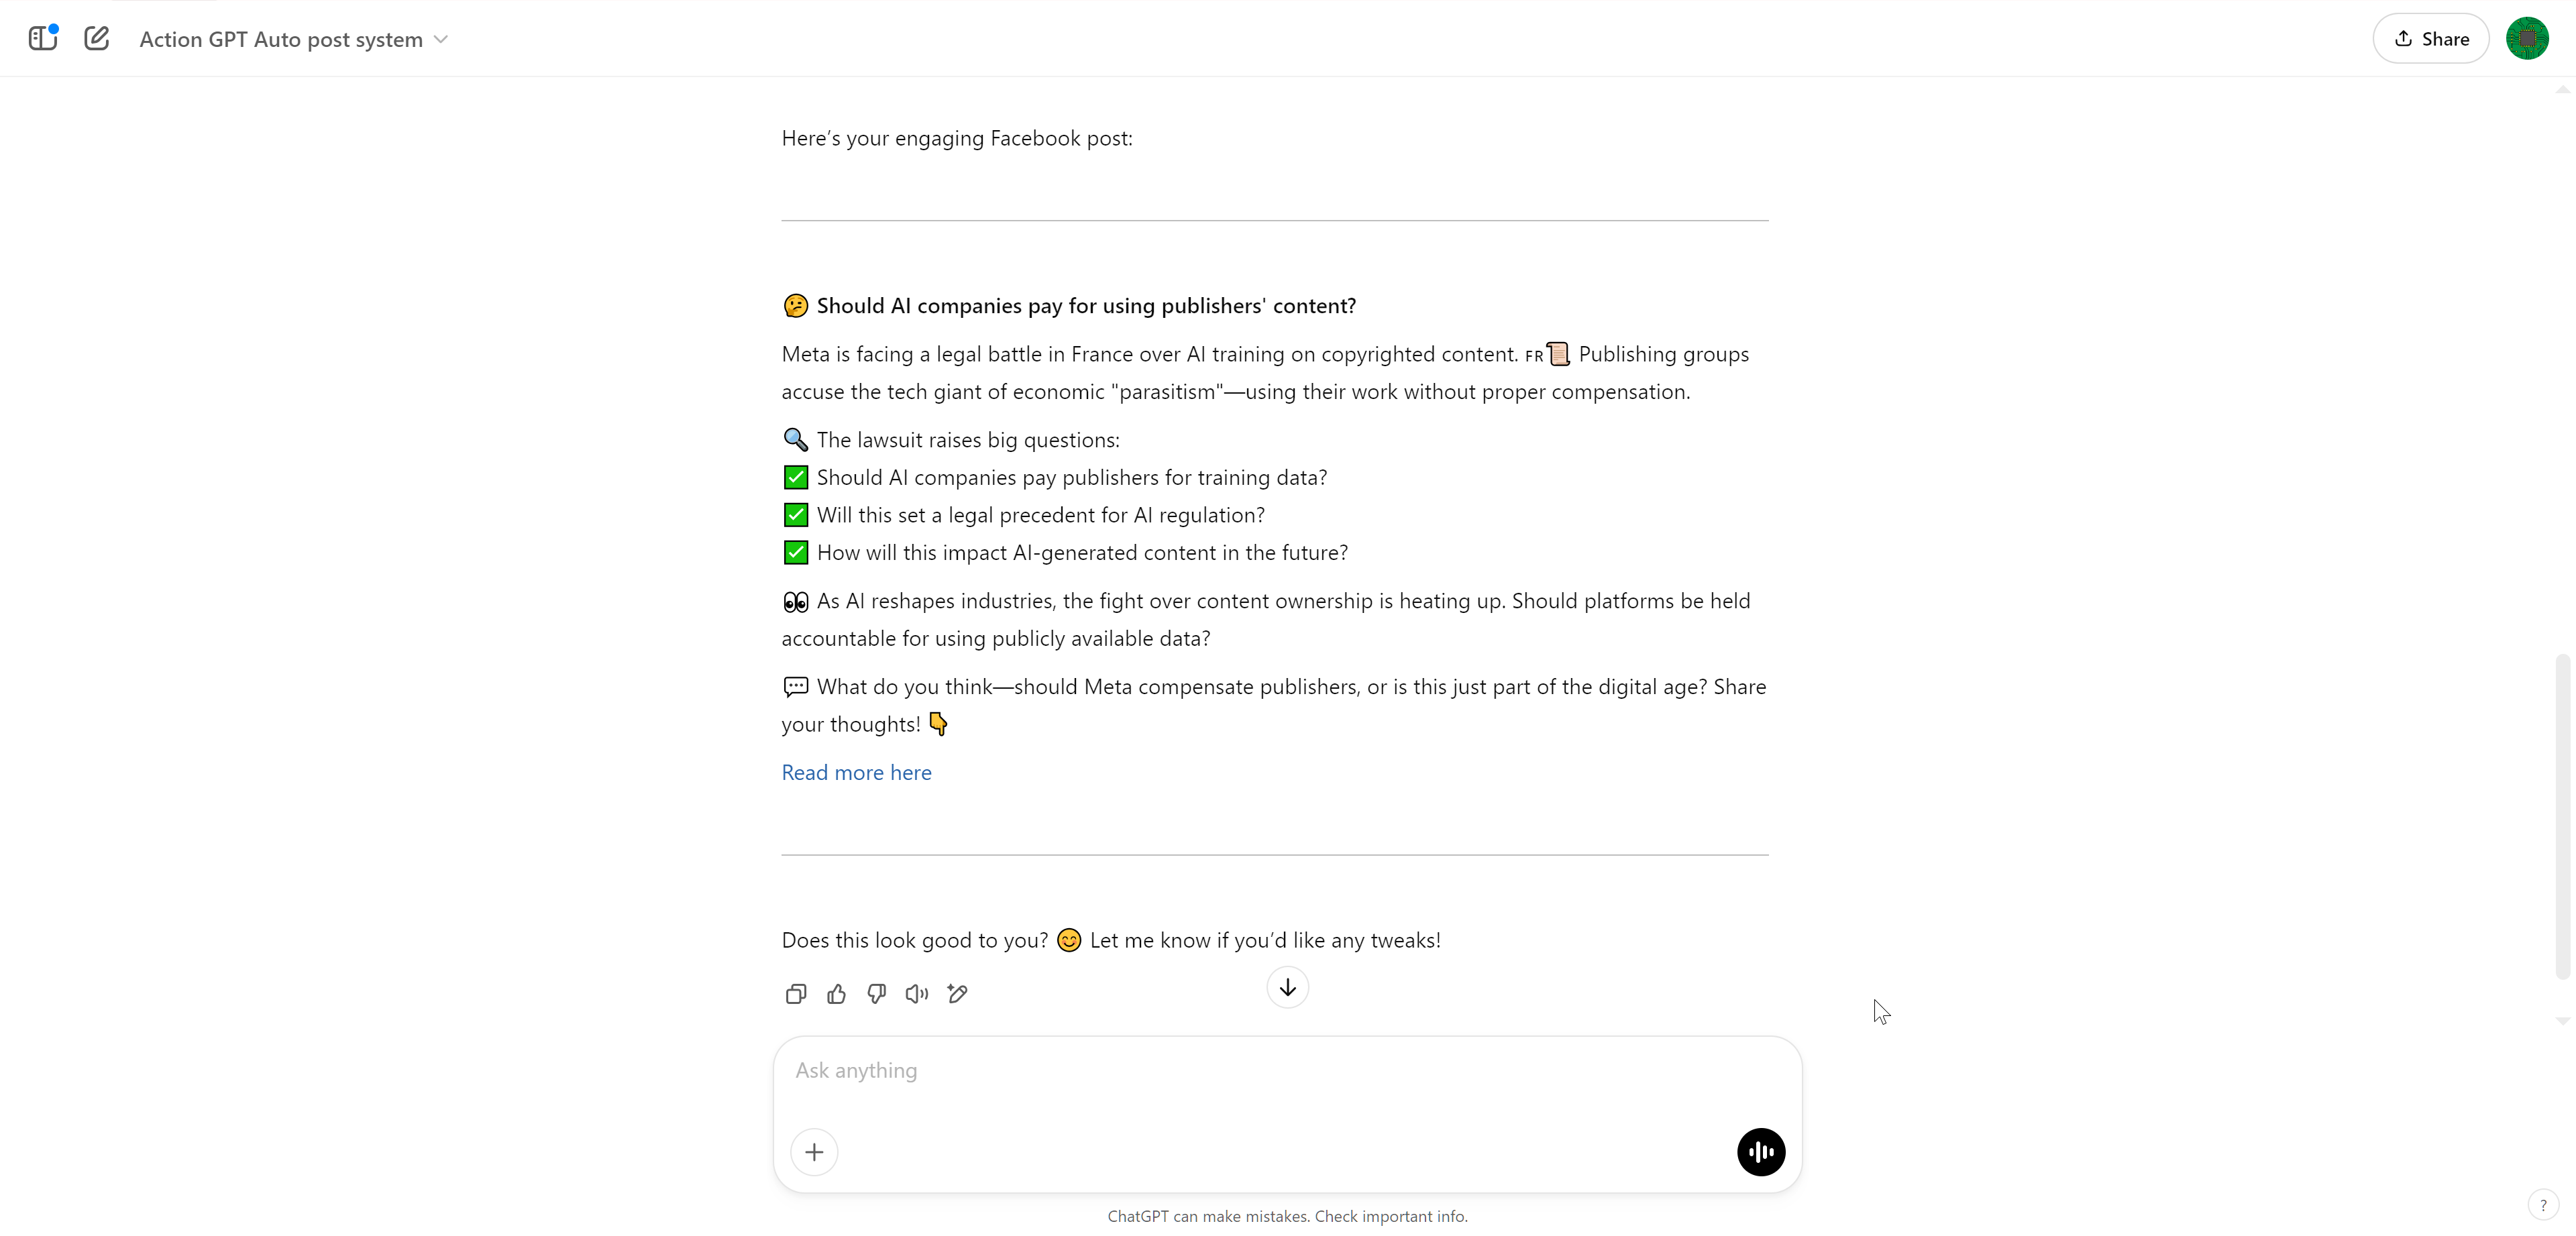 Action GPT Auto post system
Share
Here’s your engaging Facebook post:
🤔 Should AI companies pay for using publishers' content?
Meta is facing a legal battle in France over AI training on copyrighted content. FR📜 Publishing groups
accuse the tech giant of economic "parasitism"—using their work without proper compensation.
🔍 The lawsuit raises big questions:
✅ Should AI companies pay publishers for training data?
✅ Will this set a legal precedent for AI regulation?
✅ How will this impact AI-generated content in the future?
👀 As AI reshapes industries, the fight over content ownership is heating up. Should platforms be held
accountable for using publicly available data?
💬 What do you think—should Meta compensate publishers, or is this just part of the digital age? Share
your thoughts! 👇
Read more here
Does this look good to you? 😊 Let me know if you’d like any tweaks!
Ask anything
ChatGPT can make mistakes. Check important info.
?